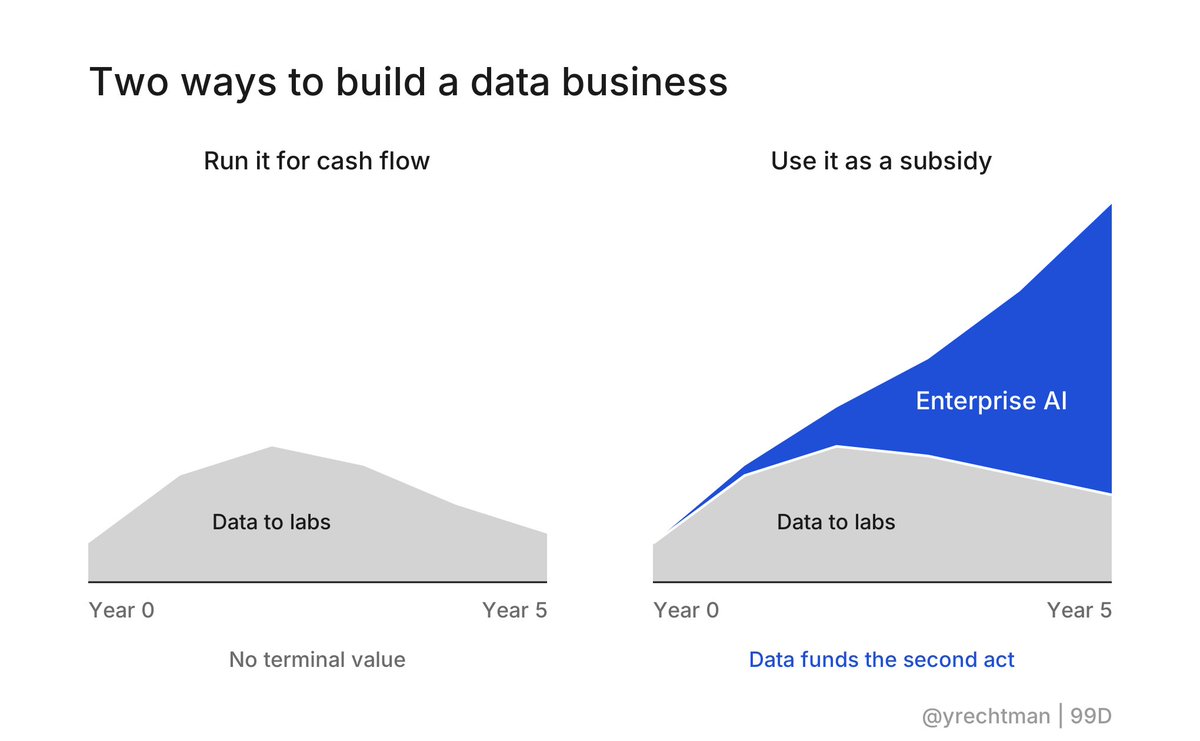 Two ways to build a data business
Run it for cash flow
Use it as a subsidy
Enterprise AI
Data to labs
Data to labs
Year 0
Year 5
Year 0
Year 5
No terminal value
Data funds the second act
@yrechtman | 99D